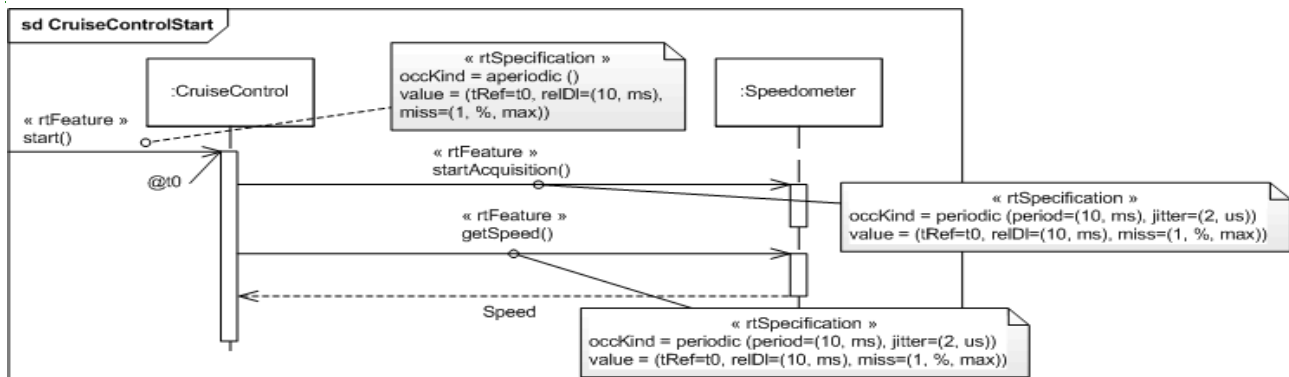 sd CruiseControlStart
« rtSpecification »
occKind = aperiodic ()
value = (tRef=t0, relDl=(10, ms),
miss=(1, %, max))
:CruiseControl
:Speedometer
« rtFeature »
start()
@t0
« rtFeature »
startAcquisition()
« rtSpecification »
occKind = periodic (period=(10, ms), jitter=(2, us))
value = (tRef=t0, relDl=(10, ms), miss=(1, %, max))
« rtFeature »
getSpeed()
Speed
« rtSpecification »
occKind = periodic (period=(10, ms), jitter=(2, us))
value = (tRef=t0, relDl=(10, ms), miss=(1, %, max))